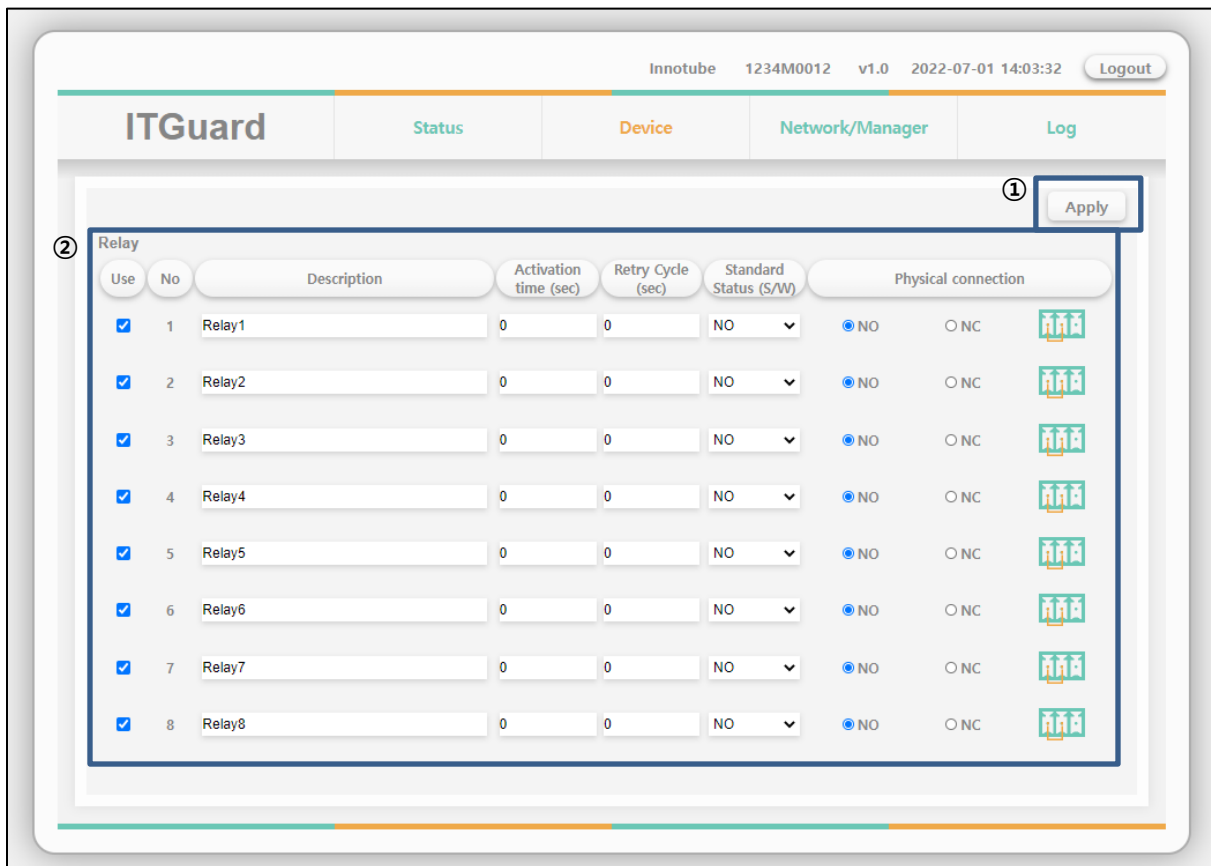 Innotube 1234M0012 v1.0 2022-07-01 14:03:32 Logout
ITGuard Status Device Network/Manager Log
① Apply
② Relay
Use No Description Activation time (sec) Retry Cycle (sec) Standard Status (S/W) Physical connection
1 Relay1 0 0 NO NO NC
2 Relay2 0 0 NO NO NC
3 Relay3 0 0 NO NO NC
4 Relay4 0 0 NO NO NC
5 Relay5 0 0 NO NO NC
6 Relay6 0 0 NO NO NC
7 Relay7 0 0 NO NO NC
8 Relay8 0 0 NO NO NC